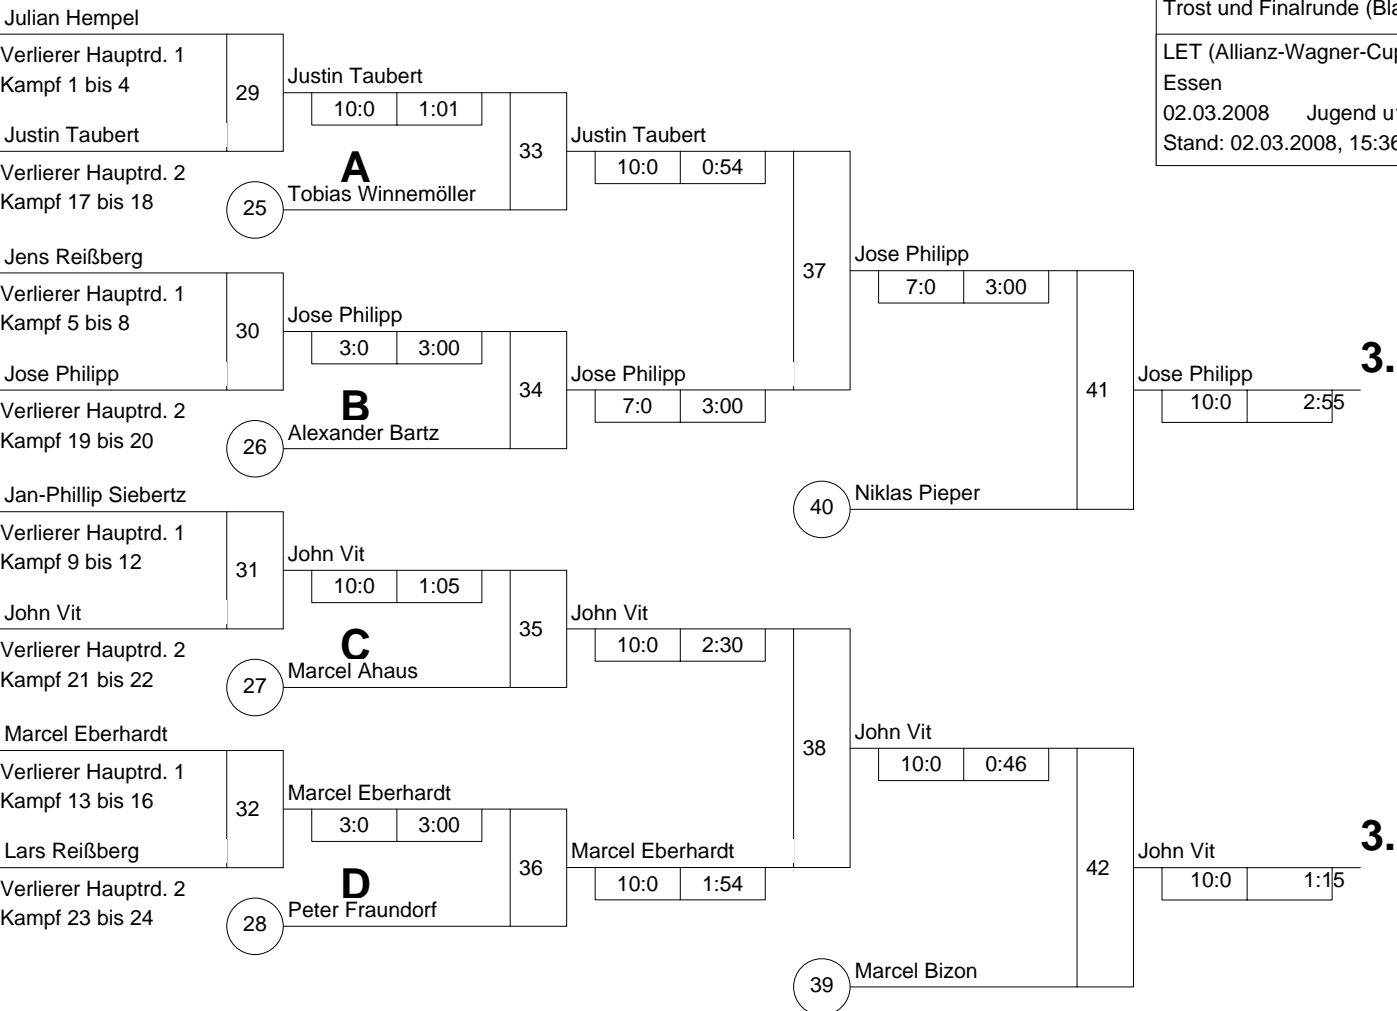 Julian Hempel
Verlierer Hauptrd. 1
Kampf 1 bis 4
29
Justin Taubert
10:0 1:01
Justin Taubert
Verlierer Hauptrd. 2
Kampf 17 bis 18
A
25
Tobias Winnemöller
33
Justin Taubert
10:0 0:54
Jens Reißberg
Verlierer Hauptrd. 1
Kampf 5 bis 8
30
Jose Philipp
3:0 3:00
Jose Philipp
Verlierer Hauptrd. 2
Kampf 19 bis 20
B
26
Alexander Bartz
34
Jose Philipp
7:0 3:00
37
Jose Philipp
7:0 3:00
40
Niklas Pieper
41
Jose Philipp
10:0 2:55
3.
Jan-Phillip Siebertz
Verlierer Hauptrd. 1
Kampf 9 bis 12
31
John Vit
10:0 1:05
John Vit
Verlierer Hauptrd. 2
Kampf 21 bis 22
C
27
Marcel Ahaus
35
John Vit
10:0 2:30
Marcel Eberhardt
Verlierer Hauptrd. 1
Kampf 13 bis 16
32
Marcel Eberhardt
3:0 3:00
Lars Reißberg
Verlierer Hauptrd. 2
Kampf 23 bis 24
D
28
Peter Fraundorf
36
Marcel Eberhardt
10:0 1:54
38
John Vit
10:0 0:46
39
Marcel Bizon
42
John Vit
10:0 1:15
3.
Trost und Finalrunde (Bla
LET (Allianz-Wagner-Cup
Essen
02.03.2008 Jugend u
Stand: 02.03.2008, 15:36